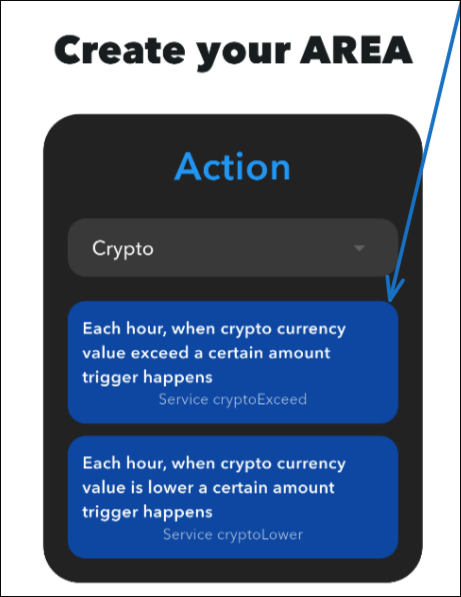 Create your AREA
Action
Crypto
Each hour, when crypto currency
value exceed a certain amount
trigger happens
Service cryptoExceed
Each hour, when crypto currency
value is lower a certain amount
trigger happens
Service cryptoLower